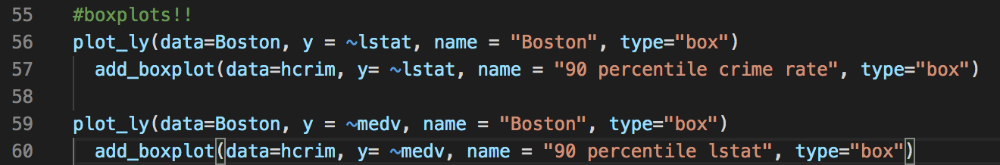 55 #boxplots!!
56 plot_ly(data=Boston, y = ~lstat, name = "Boston", type="box")
57 add_boxplot(data=hcrim, y= ~lstat, name = "90 percentile crime rate", type="box")
58
59 plot_ly(data=Boston, y = ~medv, name = "Boston", type="box")
60 add_boxplot(data=hcrim, y= ~medv, name = "90 percentile lstat", type="box")